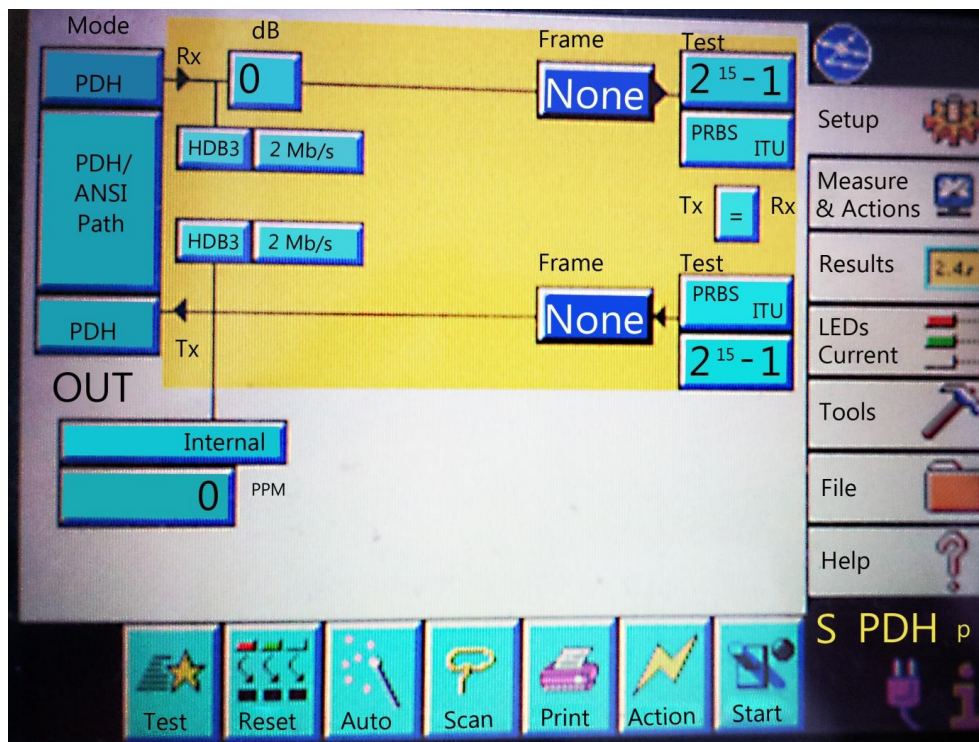 Mode
Rx
dB
Frame
Test
PDH
0
None
2 15 - 1
HDB3
2 Mb/s
PRBS
ITU
PDH/
ANSI
Path
Tx = Rx
HDB3
2 Mb/s
Frame
Test
PRBS
ITU
PDH
Tx
None
2 15 - 1
OUT
Internal
0
PPM
Setup
Measure
& Actions
Results
2.4
LEDs
Current
Tools
File
Help
S PDH p
Test
Reset
Auto
Scan
Print
Action
Start